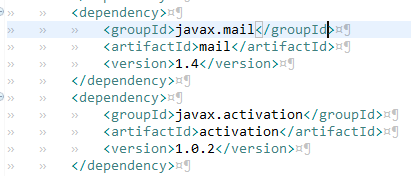 <dependency>
<groupId>javax.mail</groupId>
<artifactId>mail</artifactId>
<version>1.4</version>
</dependency>
<dependency>
<groupId>javax.activation</groupId>
<artifactId>activation</artifactId>
<version>1.0.2</version>
</dependency>